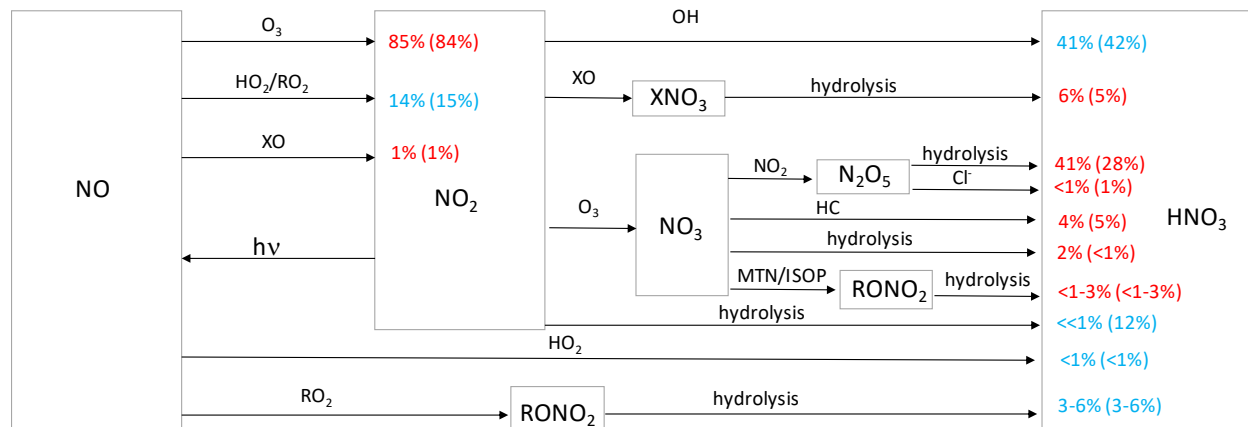 OH
O₃
85% (84%)
41% (42%)
HO₂/RO₂
XO
hydrolysis
14% (15%)
XNO₃
6% (5%)
XO
1% (1%)
hydrolysis
NO₂
41% (28%)
N₂O₅
Cl⁻
<1% (1%)
NO
NO₂
O₃
HC
4% (5%)
HNO₃
NO₃
hν
hydrolysis
2% (<1%)
MTN/ISOP
hydrolysis
RONO₂
<1-3% (<1-3%)
hydrolysis
<<1% (12%)
HO₂
<1% (<1%)
RO₂
hydrolysis
RONO₂
3-6% (3-6%)